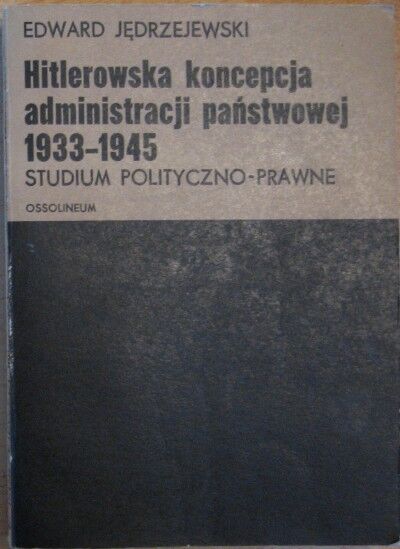 EDWARD JĘDRZEJEWSKI
Hitlerowska koncepcja
administracji państwowej
1933-1945
STUDIUM POLITYCZNO-PRAWNE
OSSOLINEUM